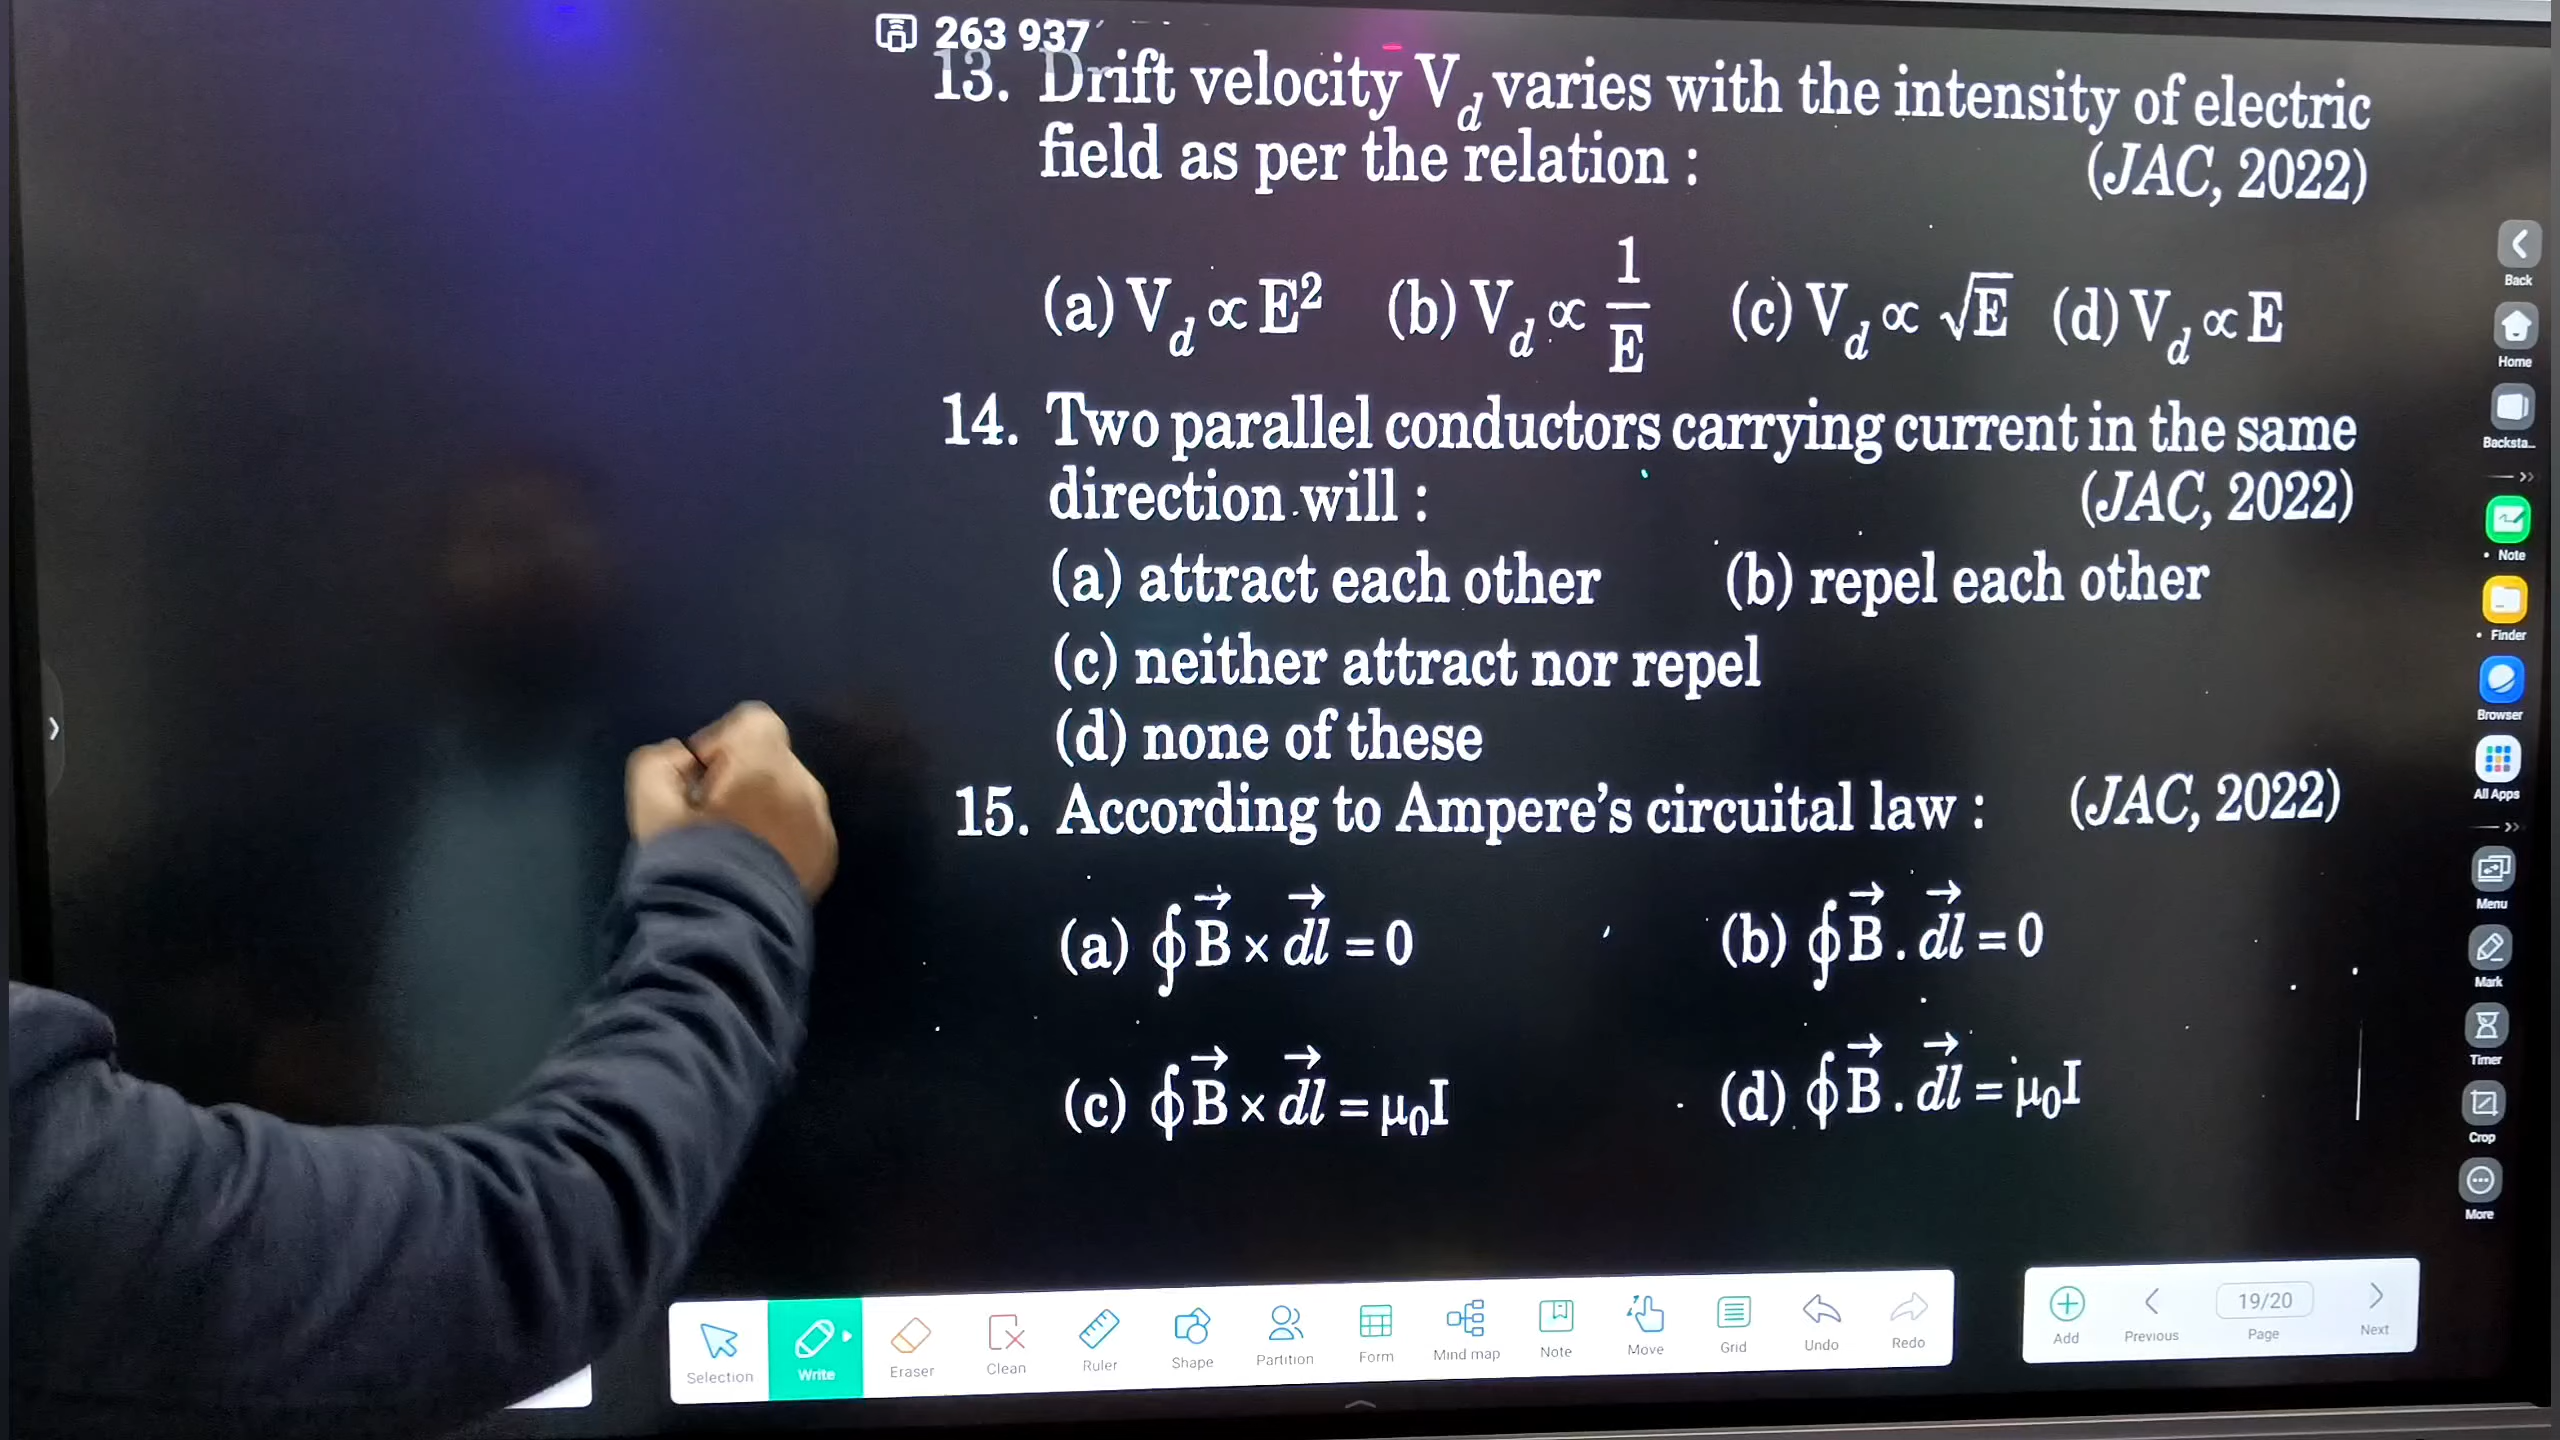 263 937
13. Drift velocity V_d varies with the intensity of electric
field as per the relation : (JAC, 2022)
(a) V_d ∝ E² (b) V_d ∝ 1/E (c) V_d ∝ √E (d) V_d ∝ E
14. Two parallel conductors carrying current in the same
direction will : (JAC, 2022)
(a) attract each other (b) repel each other
(c) neither attract nor repel
(d) none of these
15. According to Ampere's circuital law : (JAC, 2022)
(a) ∮B⃗ × d⃗l = 0 (b) ∮B⃗ . d⃗l = 0
(c) ∮B⃗ × d⃗l = μ₀I (d) ∮B⃗ . d⃗l = μ₀I
Back
Home
Backsta...
Note
Finder
Browser
All Apps
Menu
Mark
Timer
Crop
More
Selection Write Eraser Clean Ruler Shape Partition Form Mind map Note Move Grid Undo Redo
19/20
Add Previous Page Next